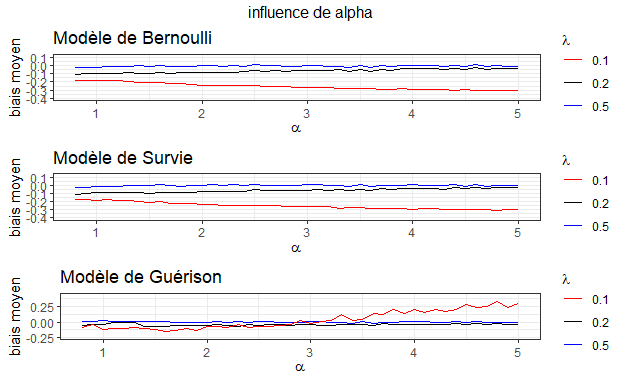 influence de alpha
Modèle de Bernoulli
biais moyen
0.1
0.0
-0.1
-0.2
-0.3
-0.4
1 2 3 4 5
α
λ
0.1
0.2
0.5
Modèle de Survie
biais moyen
0.1
0.0
-0.1
-0.2
-0.3
-0.4
1 2 3 4 5
α
λ
0.1
0.2
0.5
Modèle de Guérison
biais moyen
0.25
0.00
-0.25
1 2 3 4 5
α
λ
0.1
0.2
0.5